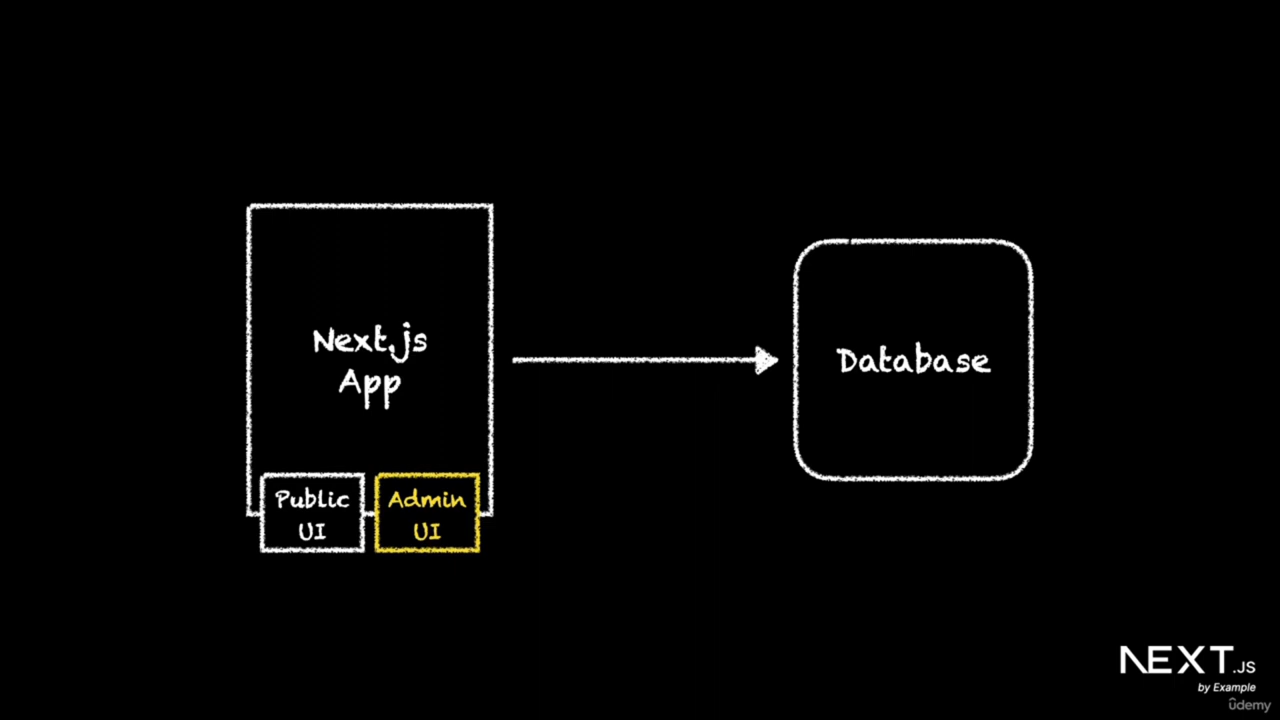 Next.js
App
Public
UI
Admin
UI
Database
NEXT.JS
by Example
ûdemy